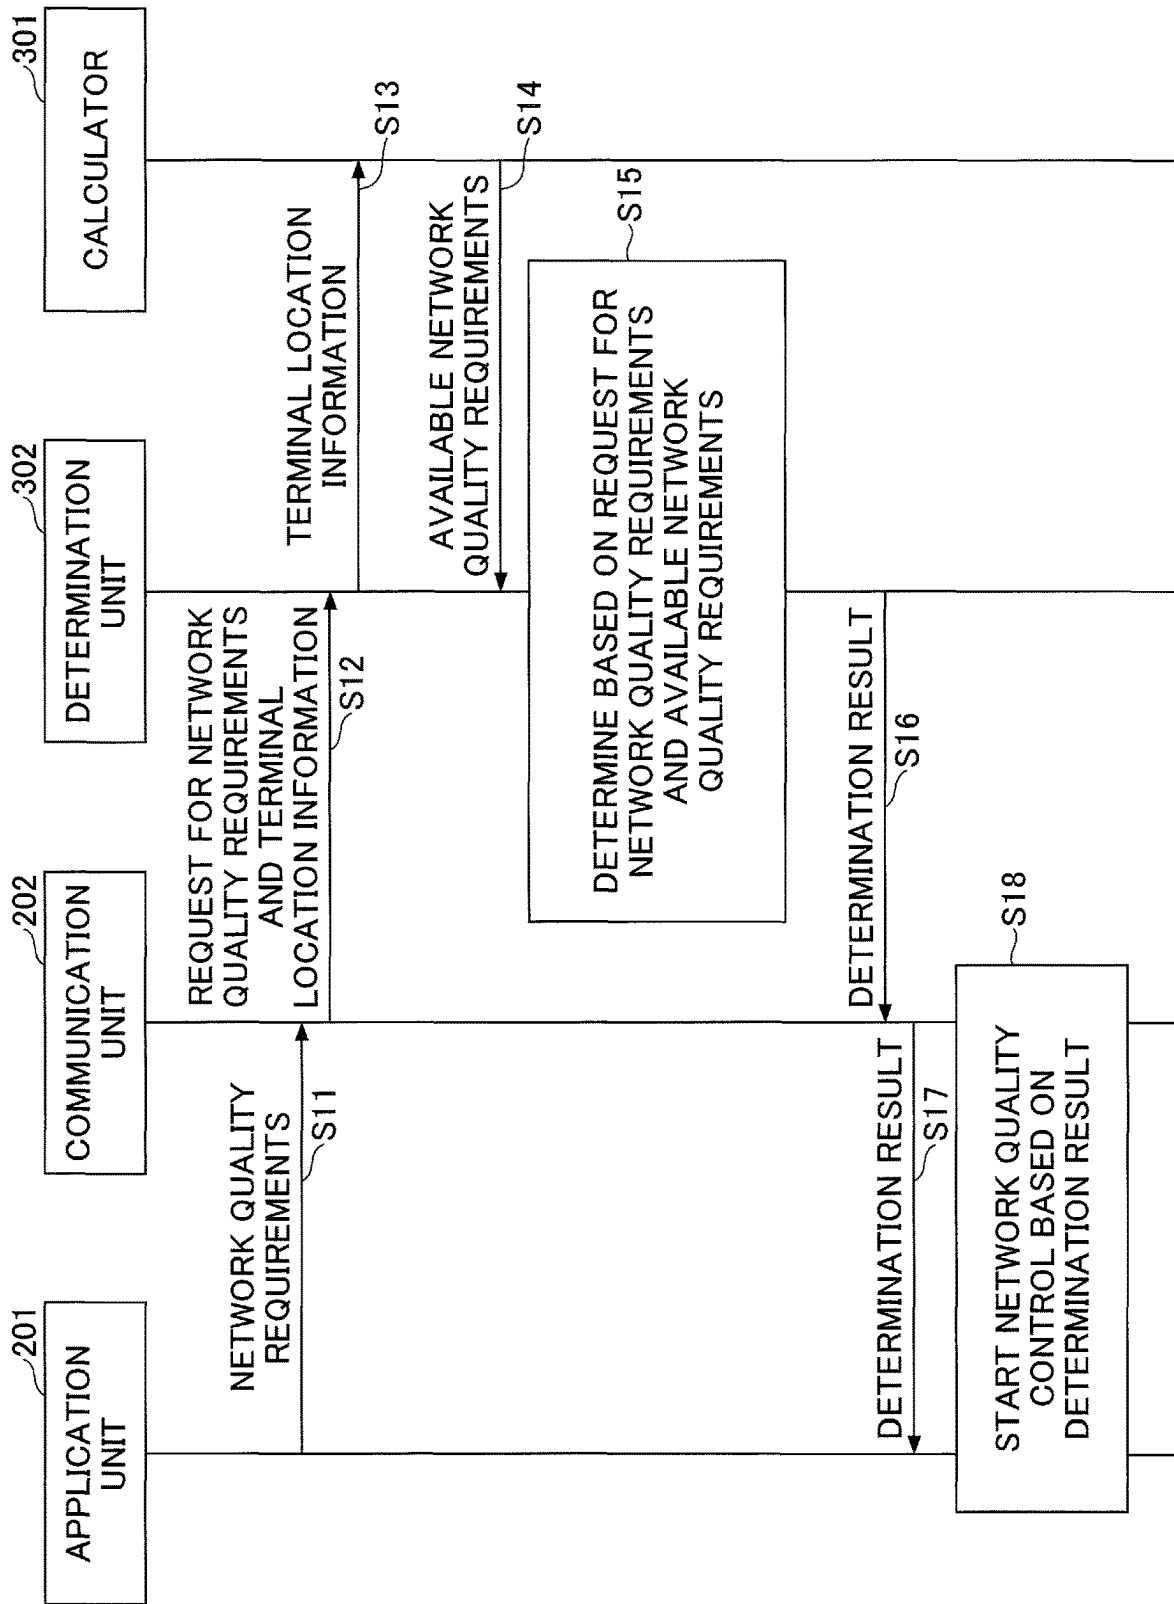 201
APPLICATION
UNIT
202
COMMUNICATION
UNIT
302
DETERMINATION
UNIT
301
CALCULATOR
NETWORK QUALITY
REQUIREMENTS
S11
REQUEST FOR NETWORK
QUALITY REQUIREMENTS
AND TERMINAL
LOCATION INFORMATION
S12
TERMINAL LOCATION
INFORMATION
S13
AVAILABLE NETWORK
QUALITY REQUIREMENTS
S14
S15
DETERMINE BASED ON REQUEST FOR
NETWORK QUALITY REQUIREMENTS
AND AVAILABLE NETWORK
QUALITY REQUIREMENTS
DETERMINATION RESULT
S16
DETERMINATION RESULT
S17
S18
START NETWORK QUALITY
CONTROL BASED ON
DETERMINATION RESULT